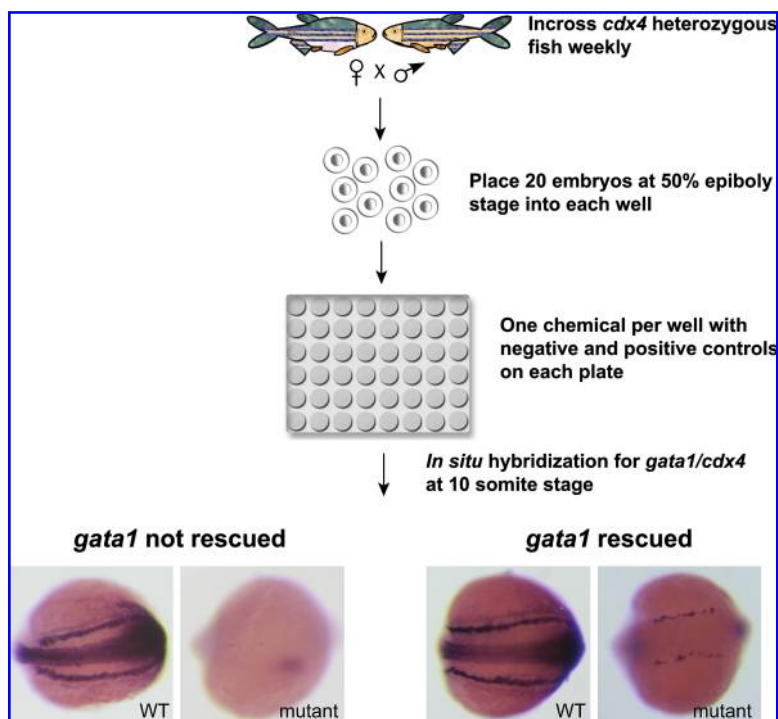 Incross cdx4 heterozygous
fish weekly
♀ X ♂
Place 20 embryos at 50% epiboly
stage into each well
One chemical per well with
negative and positive controls
on each plate
In situ hybridization for gata1/cdx4
at 10 somite stage
gata1 not rescued
gata1 rescued
WT
mutant
WT
mutant